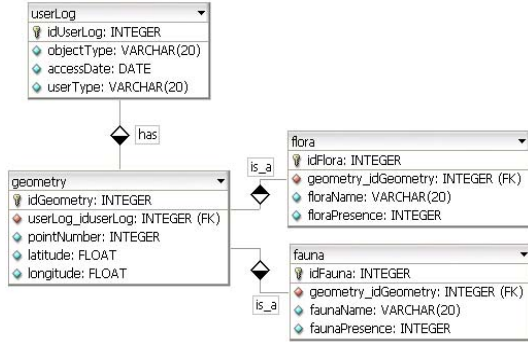 userLog
idUserLog: INTEGER
objectType: VARCHAR(20)
accessDate: DATE
userType: VARCHAR(20)
has
geometry
idGeometry: INTEGER
userLog_iduserLog: INTEGER (FK)
pointNumber: INTEGER
latitude: FLOAT
longitude: FLOAT
is_a
flora
idFlora: INTEGER
geometry_idGeometry: INTEGER (FK)
floraName: VARCHAR(20)
floraPresence: INTEGER
is_a
fauna
idFauna: INTEGER
geometry_idGeometry: INTEGER (FK)
faunaName: VARCHAR(20)
faunaPresence: INTEGER